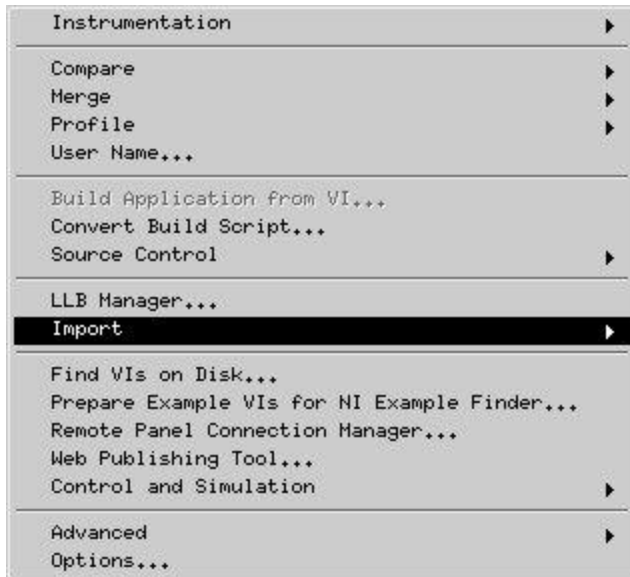 Instrumentation
Compare
Merge
Profile
User Name...
Build Application from VI...
Convert Build Script...
Source Control
LLB Manager...
Import
Find VIs on Disk...
Prepare Example VIs for NI Example Finder...
Remote Panel Connection Manager...
Web Publishing Tool...
Control and Simulation
Advanced
Options...